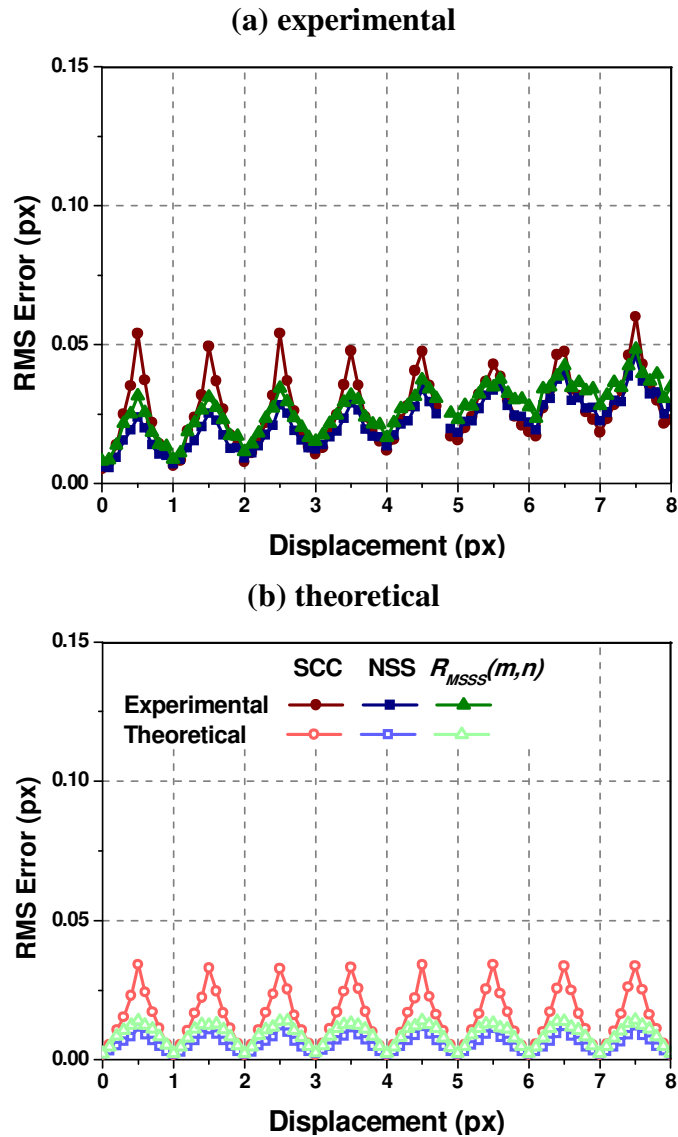 (a) experimental
0.15
0.10
0.05
0.00
RMS Error (px)
0 1 2 3 4 5 6 7 8
Displacement (px)
(b) theoretical
0.15
0.10
0.05
0.00
RMS Error (px)
SCC NSS R_MSSS(m,n)
Experimental
Theoretical
0 1 2 3 4 5 6 7 8
Displacement (px)